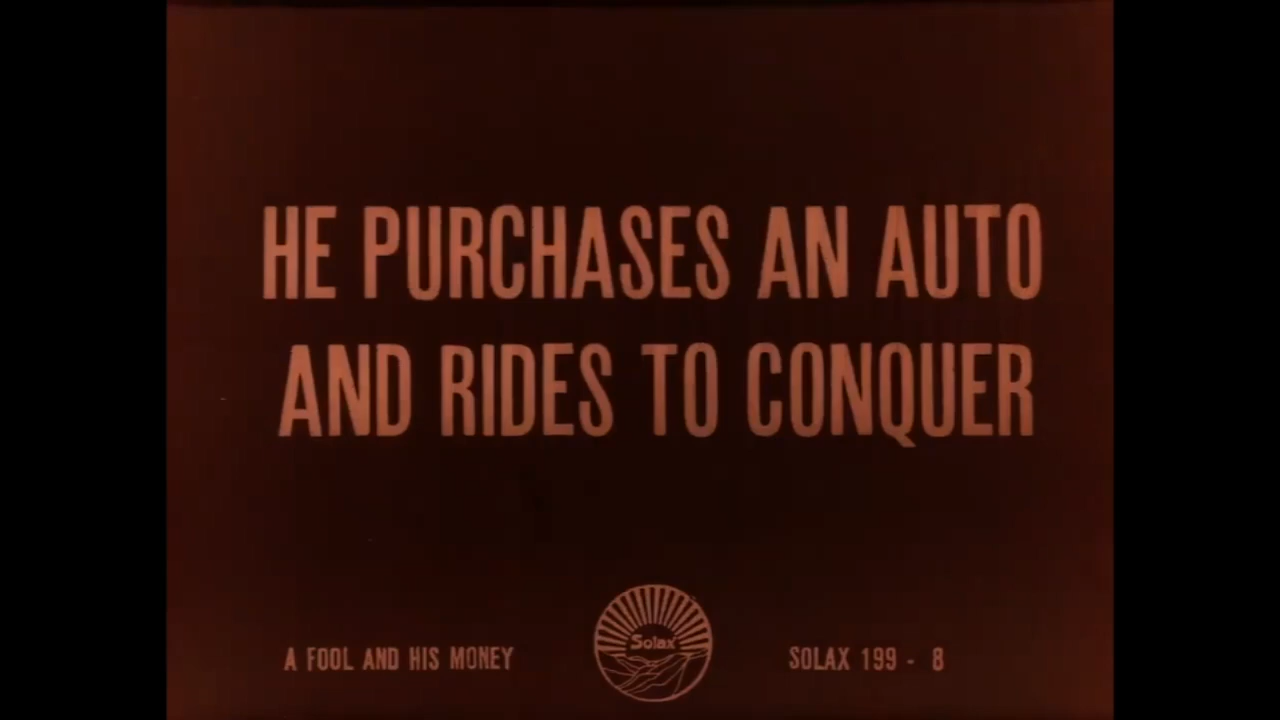 HE PURCHASES AN AUTO
AND RIDES TO CONQUER
Solax
A FOOL AND HIS MONEY
SOLAX 199 - 8